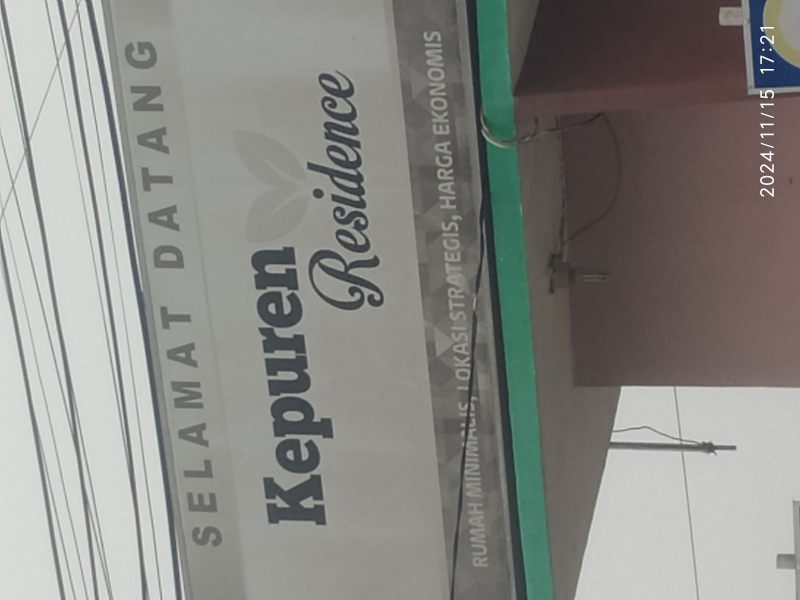 SELAMAT DATANG
Kepuren
Residence
RUMAH MINIMALIS, LOKASI STRATEGIS, HARGA EKONOMIS
2024/11/15 17:21